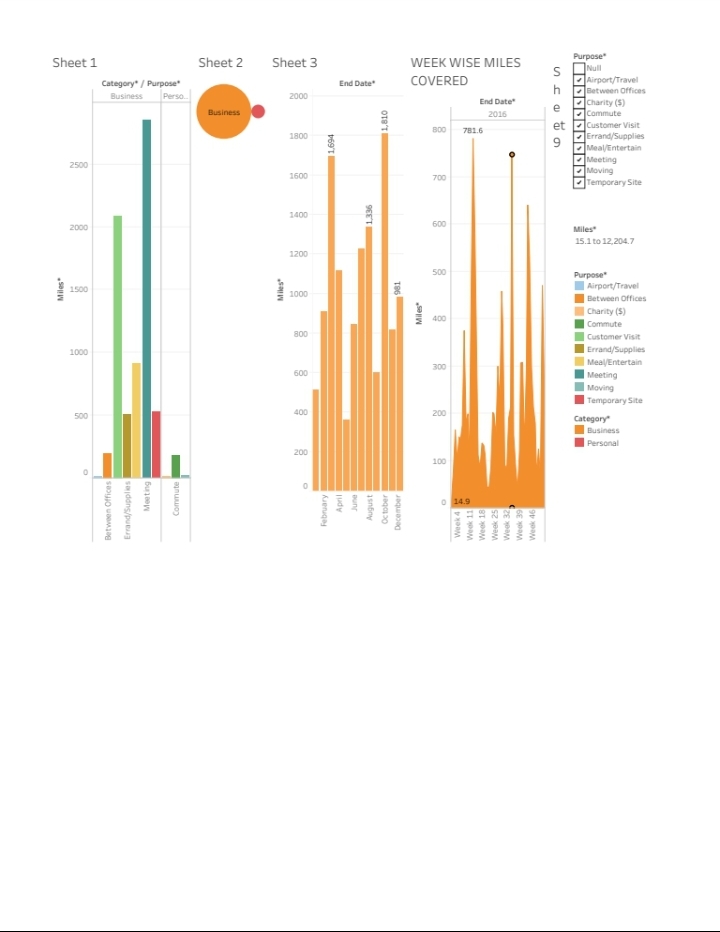 Sheet 1
Category* / Purpose*
Business
Perso..
Miles*
2500
2000
1500
1000
500
0
Between Offices
Errand/Supplies
Meeting
Commute
Sheet 2
Business
Sheet 3
End Date*
Miles*
2000
1800
1600
1400
1200
1000
800
600
400
200
0
1,694
1,336
1,810
981
February
April
June
August
October
December
WEEK WISE MILES
COVERED
End Date*
2016
Miles*
800
700
600
500
400
300
200
100
0
781.6
14.9
Week 4
Week 11
Week 18
Week 25
Week 32
Week 39
Week 46
S
h
e
et
9
Purpose*
Null
Airport/Travel
Between Offices
Charity ($)
Commute
Customer Visit
Errand/Supplies
Meal/Entertain
Meeting
Moving
Temporary Site
Miles*
15.1 to 12,204.7
Purpose*
Airport/Travel
Between Offices
Charity ($)
Commute
Customer Visit
Errand/Supplies
Meal/Entertain
Meeting
Moving
Temporary Site
Category*
Business
Personal